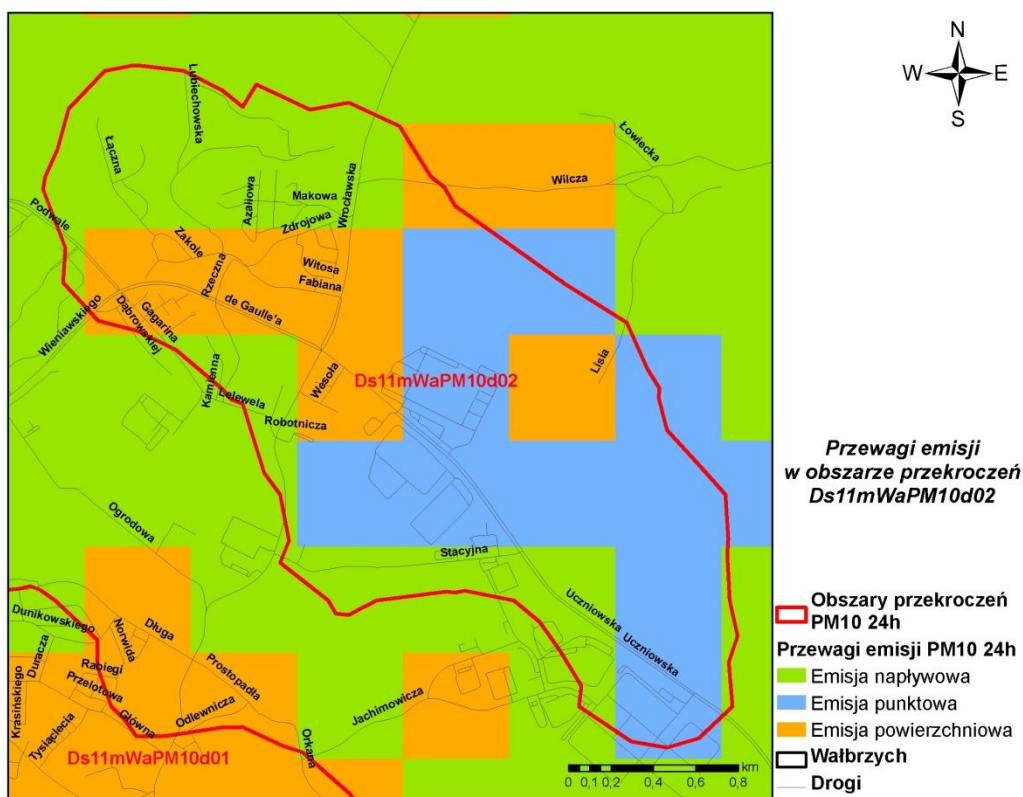 N
W E
S
Lubiechowska
Łączna
Łowiecka
Wilcza
Azaliowa
Makowa
Wrocławska
Zdrojowa
Podwale
Zakole
Rzeczna
Witosa
Fabiana
Wieniawskiego
Dąbrowskiej
Gagarina
de Gaulle'a
Kamienna
Wesoła
Ds11mWaPM10d02
Lisia
Lelewela
Robotnicza
Przewagi emisji
w obszarze przekroczeń
Ds11mWaPM10d02
Ogrodowa
Stacyjna
Uczniowska
Uczniowska
Dunikowskiego
Duracza
Norwida
Długa
Rapiegi
Przelotowa
Prostopadła
Krasińskiego
Tysiąclecia
Główna
Odlewnicza
Orkana
Jachimowicza
Ds11mWaPM10d01
Obszary przekroczeń
PM10 24h
Przewagi emisji PM10 24h
Emisja napływowa
Emisja punktowa
Emisja powierzchniowa
Wałbrzych
Drogi
km
0 0,1 0,2 0,4 0,6 0,8